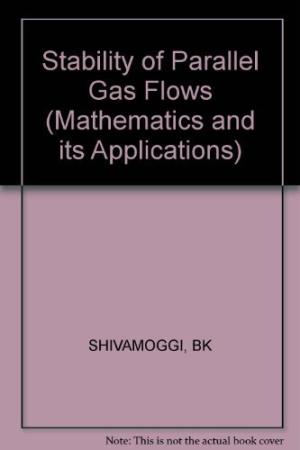 Stability of Parallel
Gas Flows
(Mathematics and
its Applications)
SHIVAMOGGI, BK
Note: This is not the actual book cover